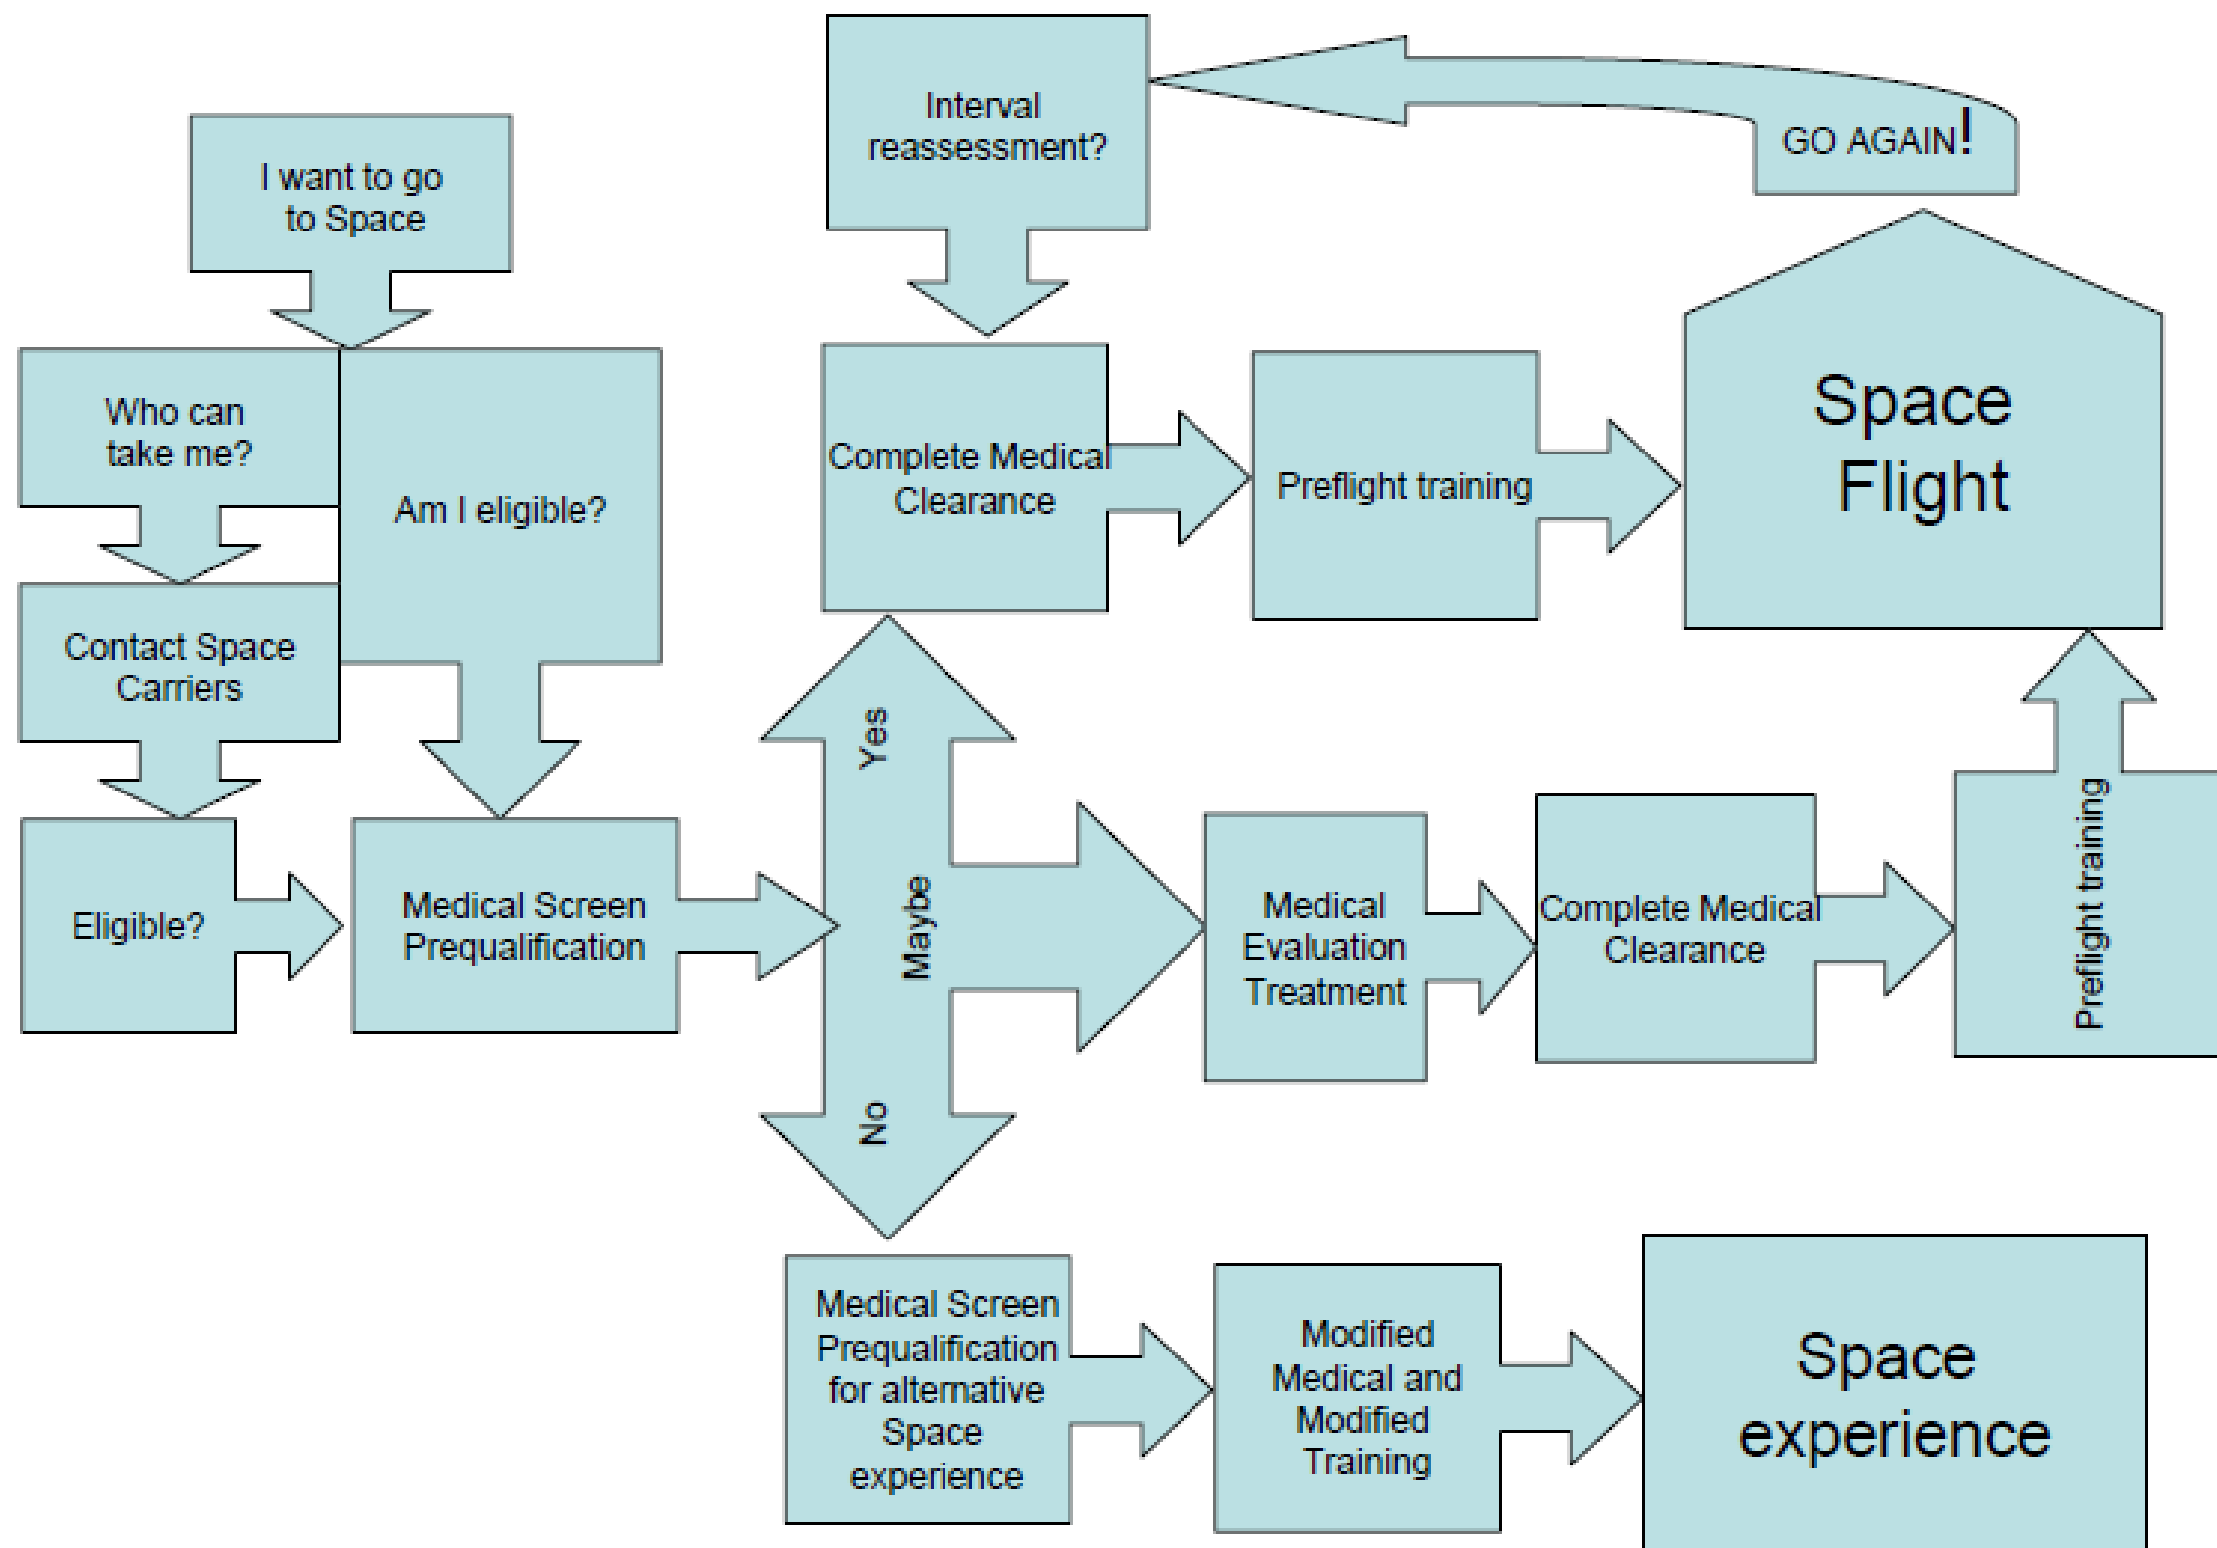 I want to go
to Space
Who can
take me?
Am I eligible?
Contact Space
Carriers
Eligible?
Medical Screen
Prequalification
Yes
Maybe
No
Interval
reassessment?
GO AGAIN!
Complete Medical
Clearance
Preflight training
Space
Flight
Medical
Evaluation
Treatment
Complete Medical
Clearance
Preflight training
Medical Screen
Prequalification
for alternative
Space
experience
Modified
Medical and
Modified
Training
Space
experience